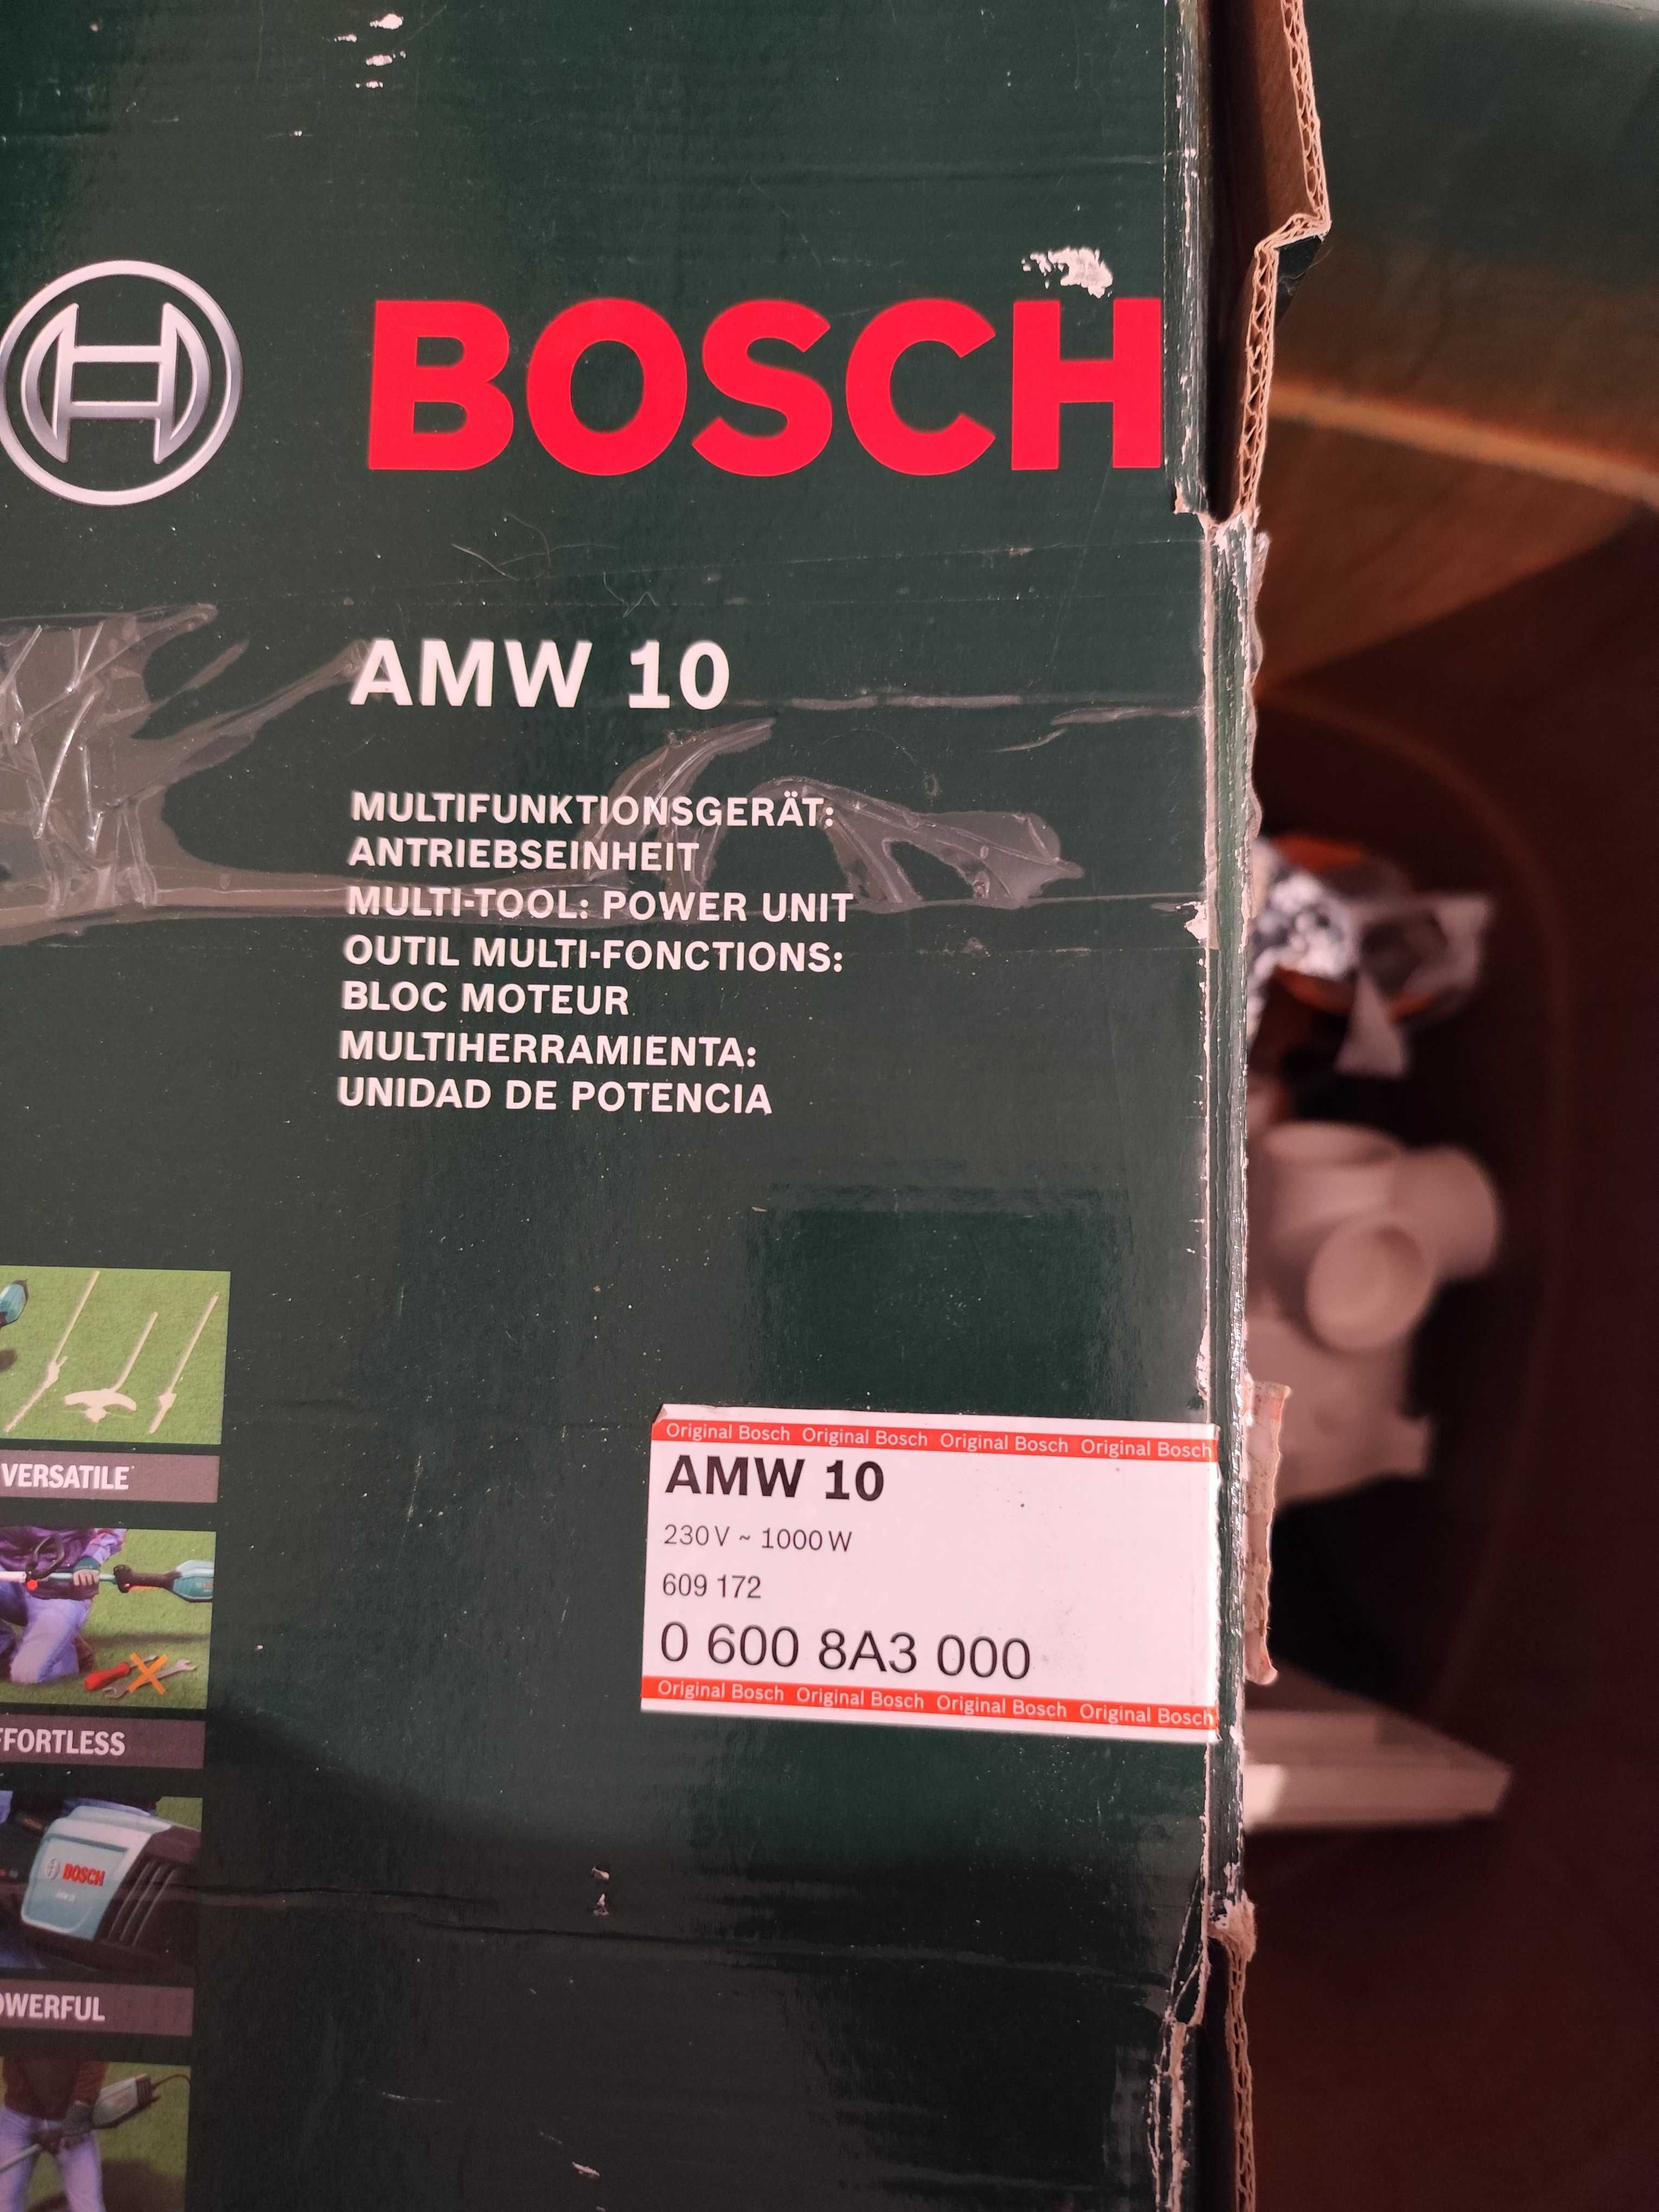 BOSCH
AMW 10
MULTIFUNKTIONSGERÄT:
ANTRIEBSEINHEIT
MULTI-TOOL: POWER UNIT
OUTIL MULTI-FONCTIONS:
BLOC MOTEUR
MULTIHERRAMIENTA:
UNIDAD DE POTENCIA
VERSATILE
FFORTLESS
BOSCH
OWERFUL
Original Bosch Original Bosch Original Bosch Original Bosch
AMW 10
230 V ~ 1000 W
609 172
0 600 8A3 000
Original Bosch Original Bosch Original Bosch Original Bosch